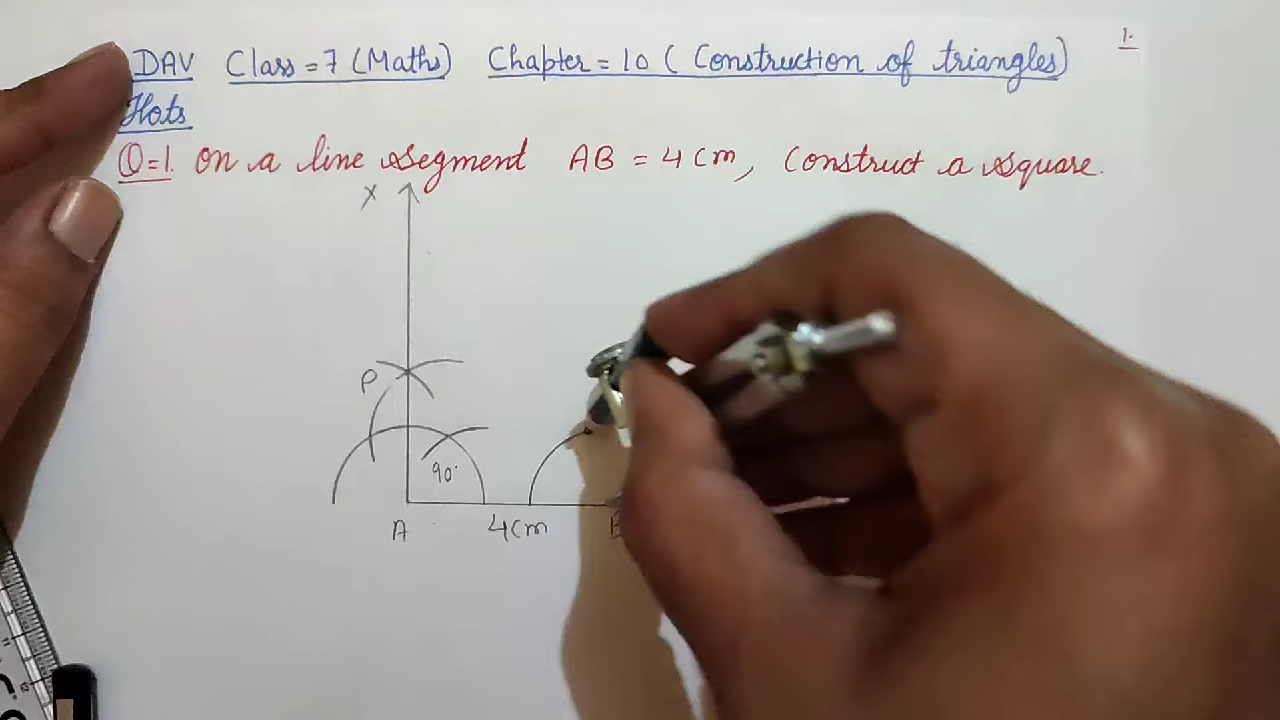 DAV Class = 7 (Maths) Chapter = 10 ( Construction of triangles)
1.
Hots
Q=1. on a line segment AB = 4 cm, Construct a square.
X
P
90°
A 4cm B